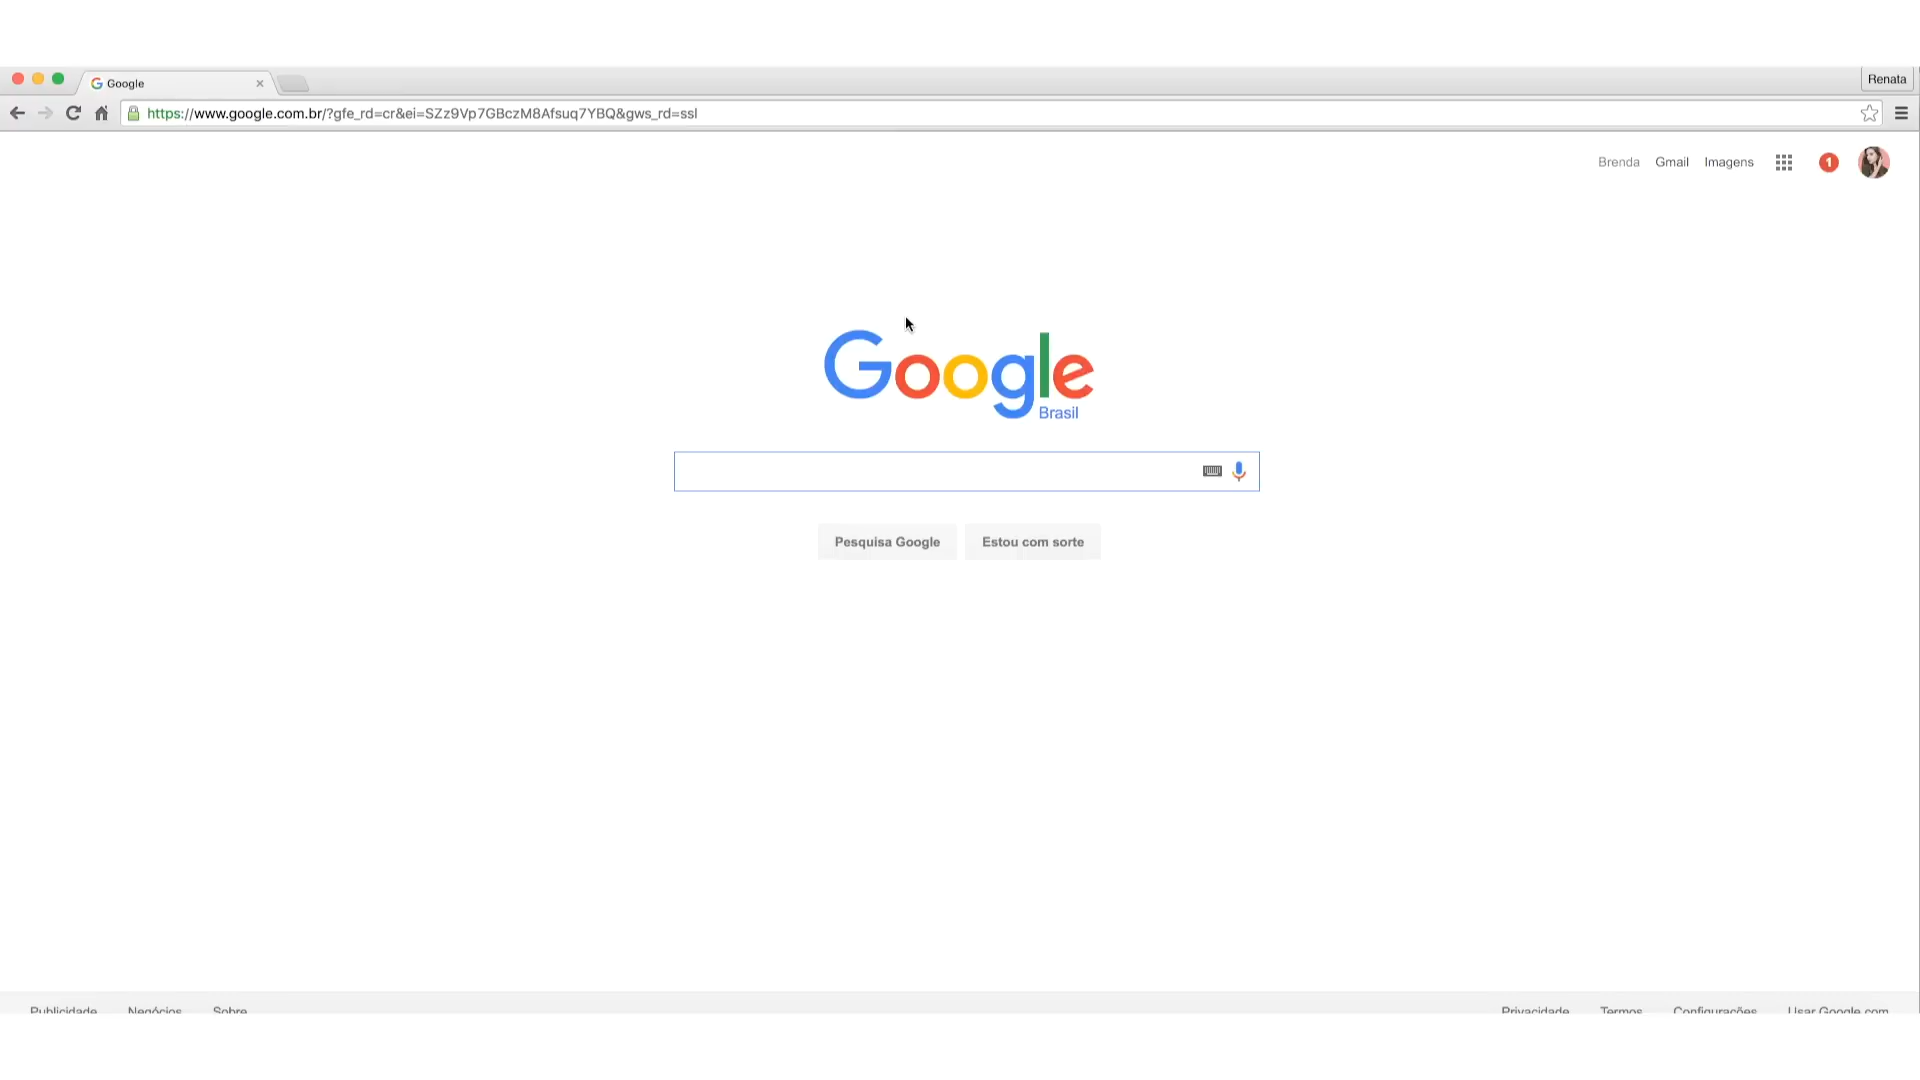 Google
Renata
https://www.google.com.br/?gfe_rd=cr&ei=SZz9Vp7GBczM8Afsuq7YBQ&gws_rd=ssl
Brenda Gmail Imagens 1
Google
Brasil
Pesquisa Google Estou com sorte
Publicidade Negócios Sobre Privacidade Termos Configurações Usar Google.com